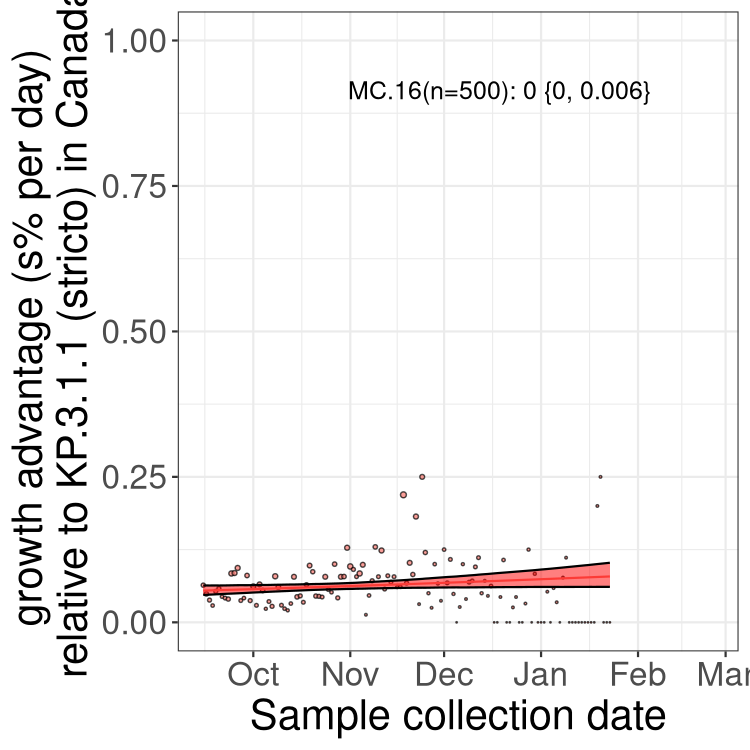 growth advantage (s% per day)
relative to KP.3.1.1 (stricto) in Canada
1.00
MC.16(n=500): 0 {0, 0.006}
0.75
0.50
0.25
0.00
Oct Nov Dec Jan Feb Mar
Sample collection date